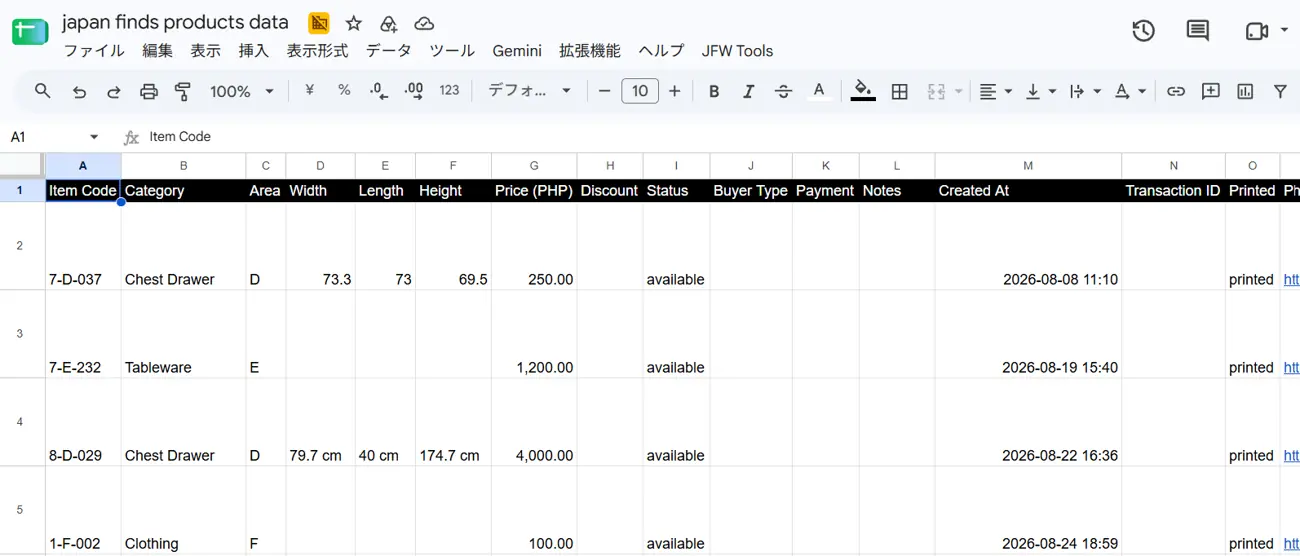 japan finds products data
ファイル 編集 表示 挿入 表示形式 データ ツール Gemini 拡張機能 ヘルプ JFW Tools
100% ¥ % .0 .00 123 デフォ... − 10 + B I S A A
A1 fx Item Code
A B C D E F G H I J K L M N O
1 Item Code Category Area Width Length Height Price (PHP) Discount Status Buyer Type Payment Notes Created At Transaction ID Printed Ph
2 7-D-037 Chest Drawer D 73.3 73 69.5 250.00 available 2026-08-08 11:10 printed htt
3 7-E-232 Tableware E 1,200.00 available 2026-08-19 15:40 printed htt
4 8-D-029 Chest Drawer D 79.7 cm 40 cm 174.7 cm 4,000.00 available 2026-08-22 16:36 printed htt
5 1-F-002 Clothing F 100.00 available 2026-08-24 18:59 printed htt